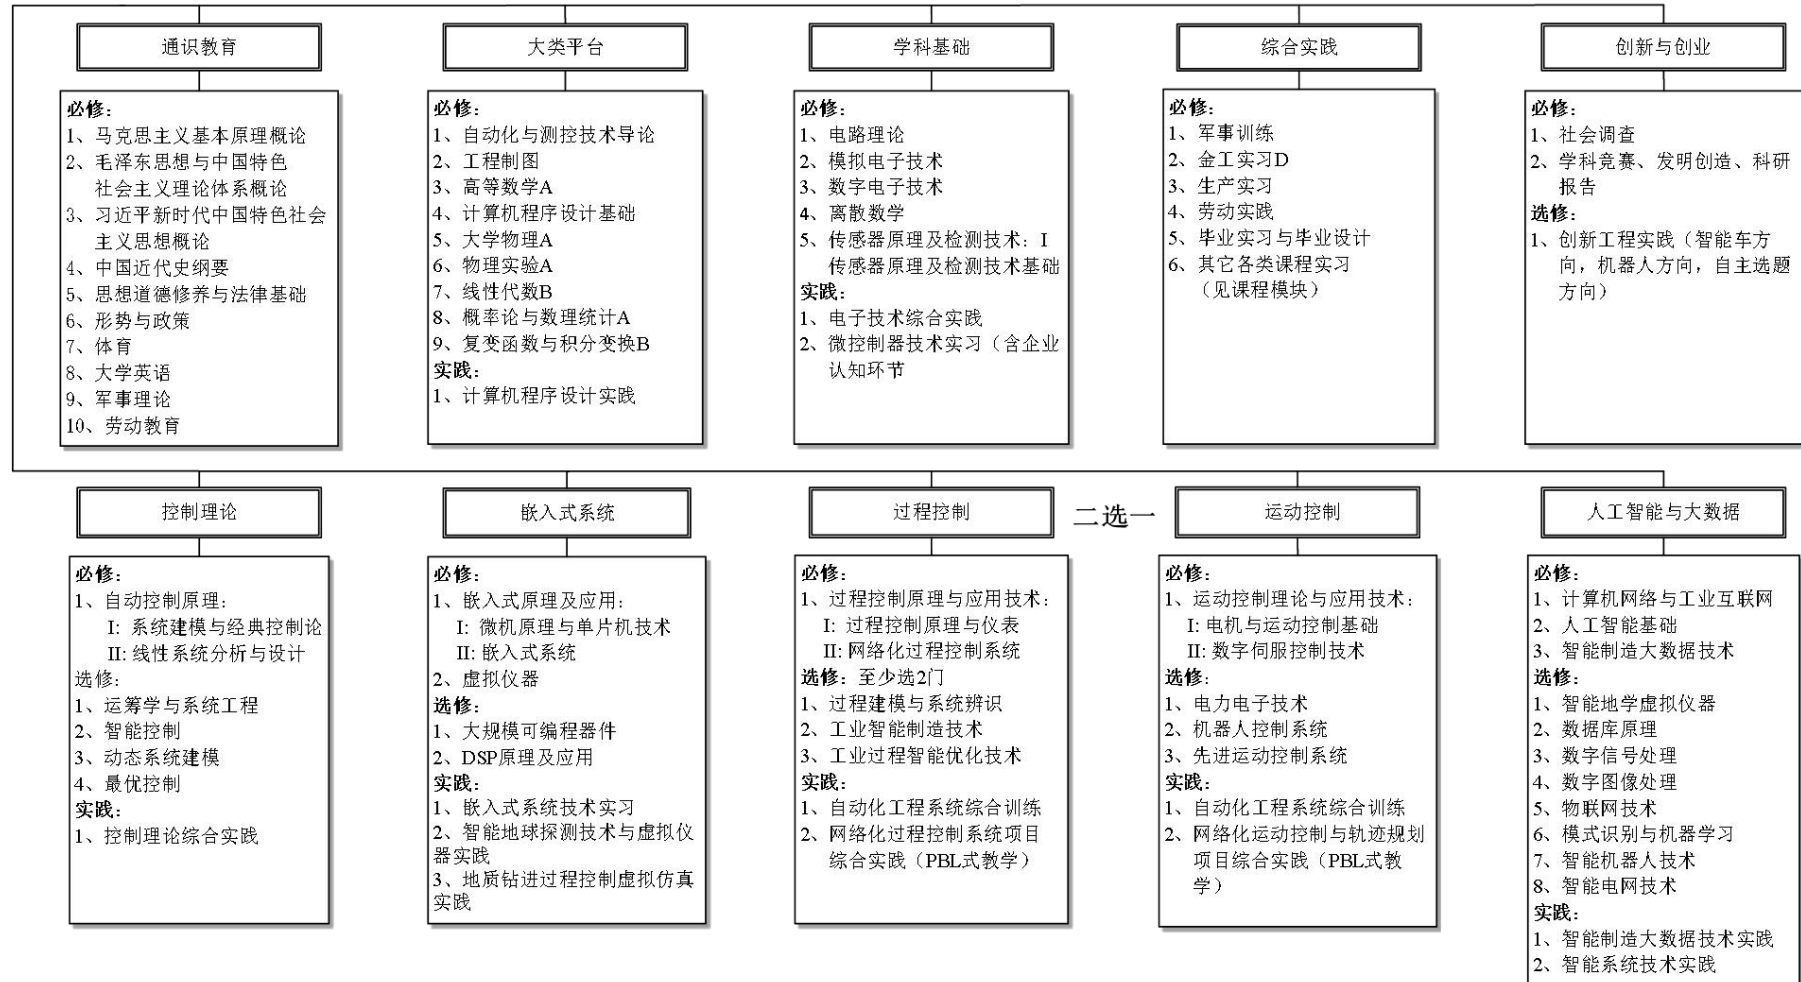 通识教育
必修：
1、马克思主义基本原理概论
2、毛泽东思想与中国特色
社会主义理论体系概论
3、习近平新时代中国特色社会
主义思想概论
4、中国近代史纲要
5、思想道德修养与法律基础
6、形势与政策
7、体育
8、大学英语
9、军事理论
10、劳动教育
大类平台
必修：
1、自动化与测控技术导论
2、工程制图
3、高等数学A
4、计算机程序设计基础
5、大学物理A
6、物理实验A
7、线性代数B
8、概率论与数理统计A
9、复变函数与积分变换B
实践：
1、计算机程序设计实践
学科基础
必修：
1、电路理论
2、模拟电子技术
3、数字电子技术
4、离散数学
5、传感器原理及检测技术：I
传感器原理及检测技术基础
实践：
1、电子技术综合实践
2、微控制器技术实习（含企业
认知环节
综合实践
必修：
1、军事训练
2、金工实习D
3、生产实习
4、劳动实践
5、毕业实习与毕业设计
6、其它各类课程实习
（见课程模块）
创新与创业
必修：
1、社会调查
2、学科竞赛、发明创造、科研
报告
选修：
1、创新工程实践（智能车方
向，机器人方向，自主选题
方向）
控制理论
必修：
1、自动控制原理：
I: 系统建模与经典控制论
II: 线性系统分析与设计
选修：
1、运筹学与系统工程
2、智能控制
3、动态系统建模
4、最优控制
实践：
1、控制理论综合实践
嵌入式系统
必修：
1、嵌入式原理及应用：
I: 微机原理与单片机技术
II: 嵌入式系统
2、虚拟仪器
选修：
1、大规模可编程器件
2、DSP原理及应用
实践：
1、嵌入式系统技术实习
2、智能地球探测技术与虚拟仪
器实践
3、地质钻进过程控制虚拟仿真
实践
过程控制
必修：
1、过程控制原理与应用技术：
I: 过程控制原理与仪表
II: 网络化过程控制系统
选修：至少选2门
1、过程建模与系统辨识
2、工业智能制造技术
3、工业过程智能优化技术
实践：
1、自动化工程系统综合训练
2、网络化过程控制系统项目
综合实践（PBL式教学）
二选一
运动控制
必修：
1、运动控制理论与应用技术：
I: 电机与运动控制基础
II: 数字伺服控制技术
选修：
1、电力电子技术
2、机器人控制系统
3、先进运动控制系统
实践：
1、自动化工程系统综合训练
2、网络化运动控制与轨迹规划
项目综合实践（PBL式教
学）
人工智能与大数据
必修：
1、计算机网络与工业互联网
2、人工智能基础
3、智能制造大数据技术
选修：
1、智能地学虚拟仪器
2、数据库原理
3、数字信号处理
4、数字图像处理
5、物联网技术
6、模式识别与机器学习
7、智能机器人技术
8、智能电网技术
实践：
1、智能制造大数据技术实践
2、智能系统技术实践